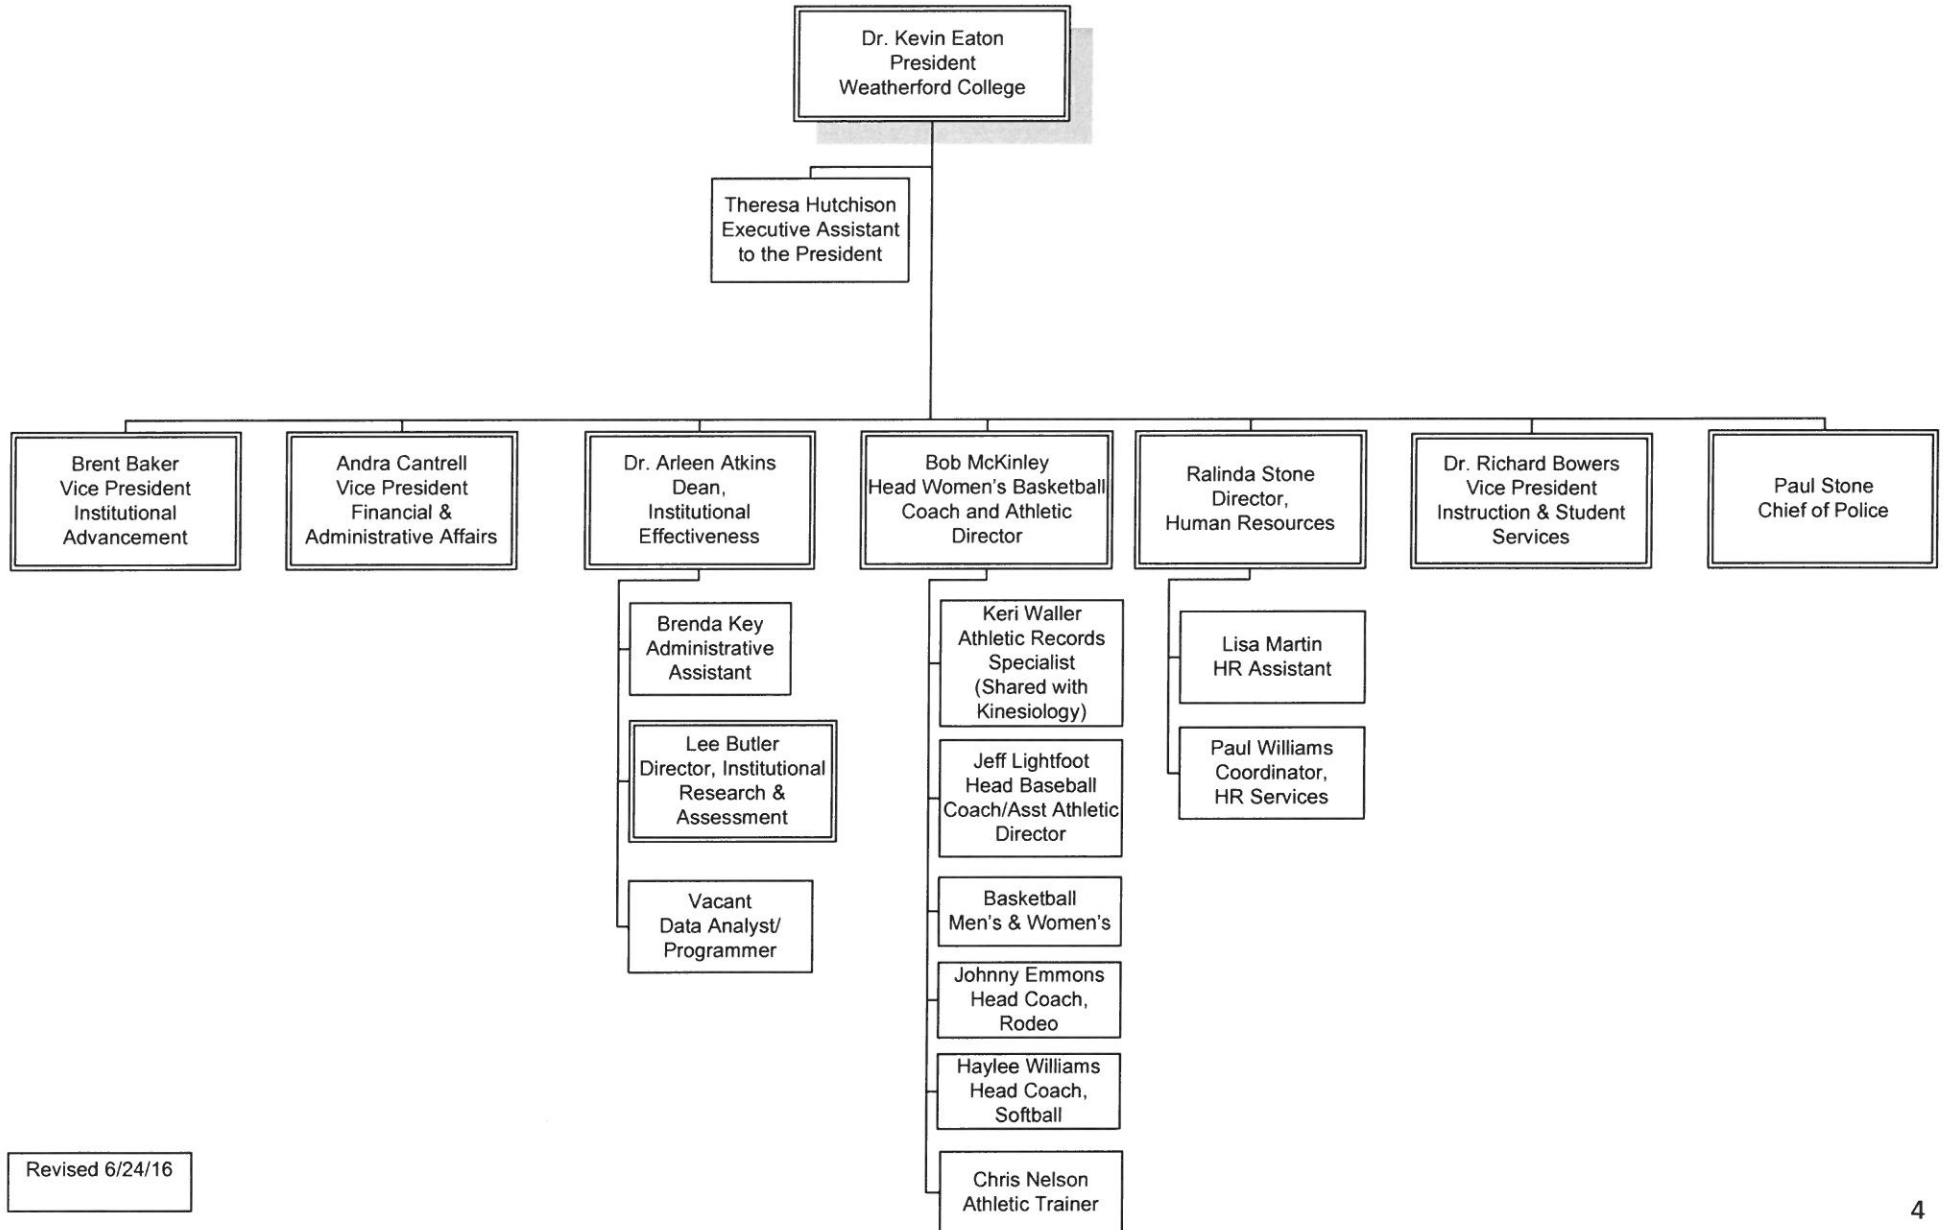 Dr. Kevin Eaton
President
Weatherford College
Theresa Hutchison
Executive Assistant
to the President
Brent Baker
Vice President
Institutional
Advancement
Andra Cantrell
Vice President
Financial &
Administrative Affairs
Dr. Arleen Atkins
Dean,
Institutional
Effectiveness
Bob McKinley
Head Women's Basketball
Coach and Athletic
Director
Ralinda Stone
Director,
Human Resources
Dr. Richard Bowers
Vice President
Instruction & Student
Services
Paul Stone
Chief of Police
Brenda Key
Administrative
Assistant
Lee Butler
Director, Institutional
Research &
Assessment
Vacant
Data Analyst/
Programmer
Keri Waller
Athletic Records
Specialist
(Shared with
Kinesiology)
Jeff Lightfoot
Head Baseball
Coach/Asst Athletic
Director
Basketball
Men's & Women's
Johnny Emmons
Head Coach,
Rodeo
Haylee Williams
Head Coach,
Softball
Chris Nelson
Athletic Trainer
Lisa Martin
HR Assistant
Paul Williams
Coordinator,
HR Services
Revised 6/24/16
4